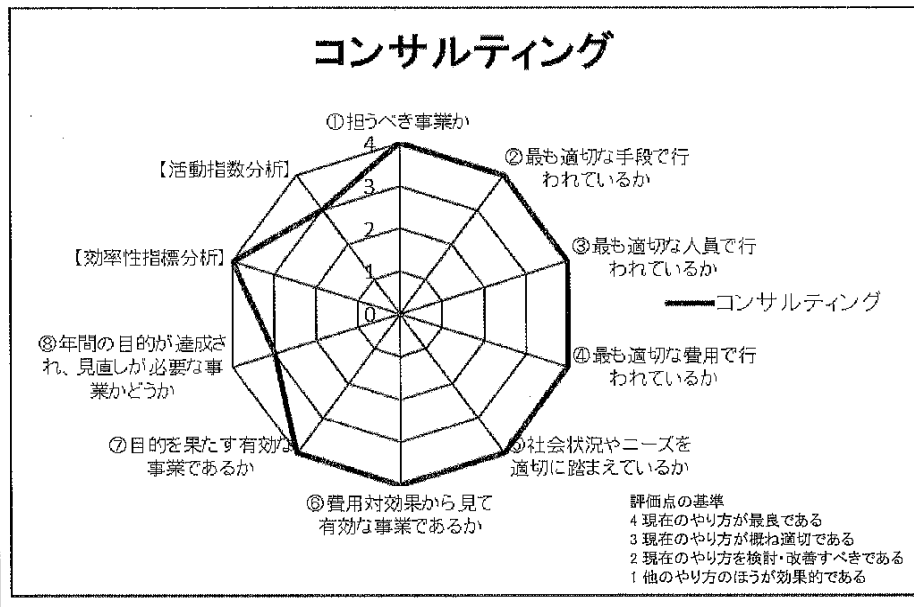 コンサルティング
①担うべき事業か
②最も適切な手段で行
われているか
③最も適切な人員で行
われているか
④最も適切な費用で行
われているか
⑤社会状況やニーズを
適切に踏まえているか
⑥費用対効果から見て
有効な事業であるか
⑦目的を果たす有効な
事業であるか
⑧年間の目的が達成さ
れ、見直しが必要な事
業かどうか
【効率性指標分析】
【活動指数分析】
4
3
2
1
0
コンサルティング
評価点の基準
4 現在のやり方が最良である
3 現在のやり方が概ね適切である
2 現在のやり方を検討・改善すべきである
1 他のやり方のほうが効果的である